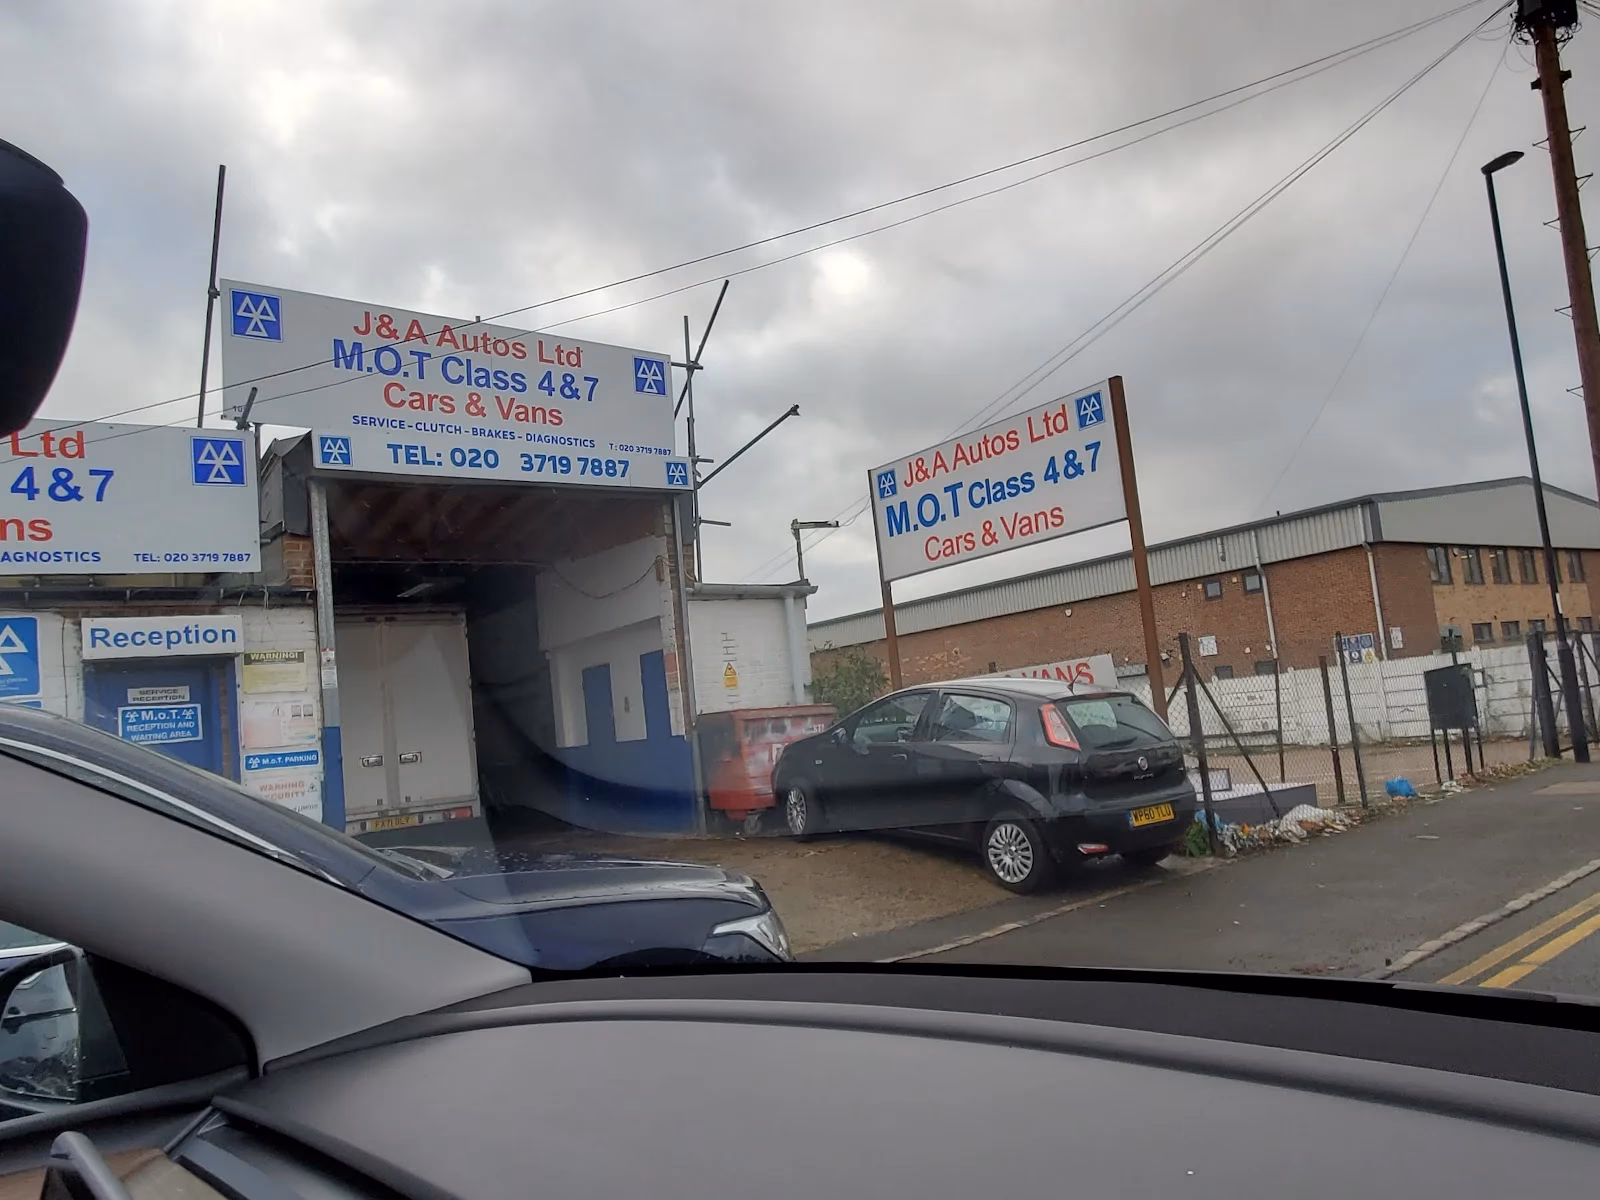 J&A Autos Ltd
M.O.T Class 4&7
Cars & Vans
SERVICE-CLUTCH-BRAKES-DIAGNOSTICS
T: 020 3719 7887
TEL: 020 3719 7887
Ltd
4&7
ns
AGNOSTICS TEL: 020 3719 7887
Reception
SERVICE
RECEPTION
M.o.T.
RECEPTION AND
WAITING AREA
WARNING!
M.o.T. PARKING
WARNING
J&A Autos Ltd
M.O.T Class 4&7
Cars & Vans
VANS
WP60 YLU